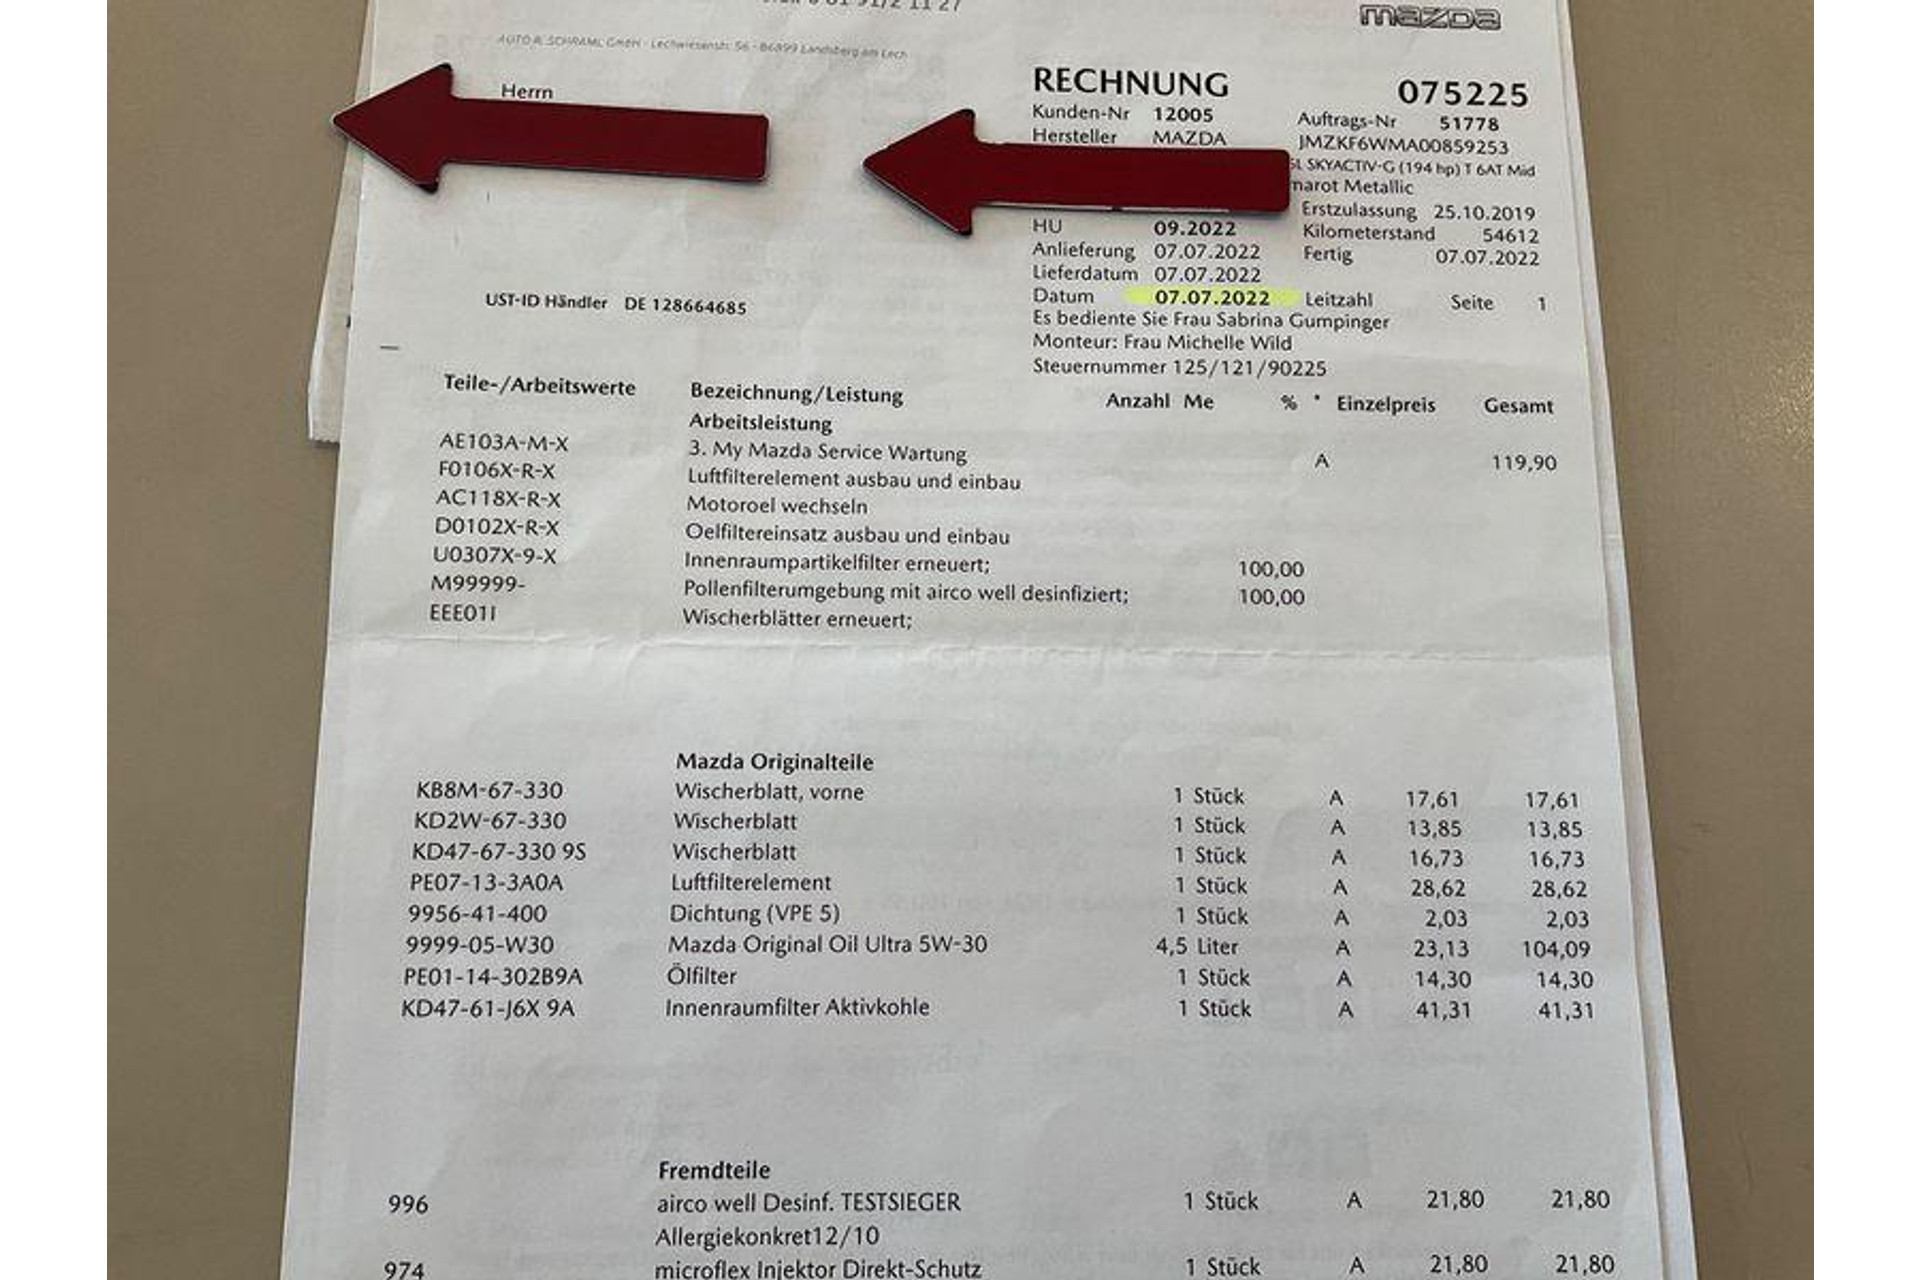 11 27
mazda
AUTO R. SCHRAML GmbH - Lechwiesenstr. 56 - 86899 Landsberg am Lech
Herrn
RECHNUNG 075225
Kunden-Nr 12005 Auftrags-Nr 51778
Hersteller MAZDA JMZKF6WMA00859253
SL SKYACTIV-G (194 hp) T 6AT Mid
marot Metallic
Erstzulassung 25.10.2019
HU 09.2022 Kilometerstand 54612
Anlieferung 07.07.2022 Fertig 07.07.2022
Lieferdatum 07.07.2022
UST-ID Händler DE 128664685 Datum 07.07.2022 Leitzahl Seite 1
Es bediente Sie Frau Sabrina Gumpinger
Monteur: Frau Michelle Wild
Steuernummer 125/121/90225
Teile-/Arbeitswerte Bezeichnung/Leistung Anzahl Me % * Einzelpreis Gesamt
Arbeitsleistung
AE103A-M-X 3. My Mazda Service Wartung A 119,90
F0106X-R-X Luftfilterelement ausbau und einbau
AC118X-R-X Motoroel wechseln
D0102X-R-X Oelfiltereinsatz ausbau und einbau
U0307X-9-X Innenraumpartikelfilter erneuert; 100,00
M99999- Pollenfilterumgebung mit airco well desinfiziert; 100,00
EEE01I Wischerblätter erneuert;
Mazda Originalteile
KB8M-67-330 Wischerblatt, vorne 1 Stück A 17,61 17,61
KD2W-67-330 Wischerblatt 1 Stück A 13,85 13,85
KD47-67-330 9S Wischerblatt 1 Stück A 16,73 16,73
PE07-13-3A0A Luftfilterelement 1 Stück A 28,62 28,62
9956-41-400 Dichtung (VPE 5) 1 Stück A 2,03 2,03
9999-05-W30 Mazda Original Oil Ultra 5W-30 4,5 Liter A 23,13 104,09
PE01-14-302B9A Ölfilter 1 Stück A 14,30 14,30
KD47-61-J6X 9A Innenraumfilter Aktivkohle 1 Stück A 41,31 41,31
Fremdteile
996 airco well Desinf. TESTSIEGER 1 Stück A 21,80 21,80
Allergiekonkret12/10
974 microflex Injektor Direkt-Schutz 1 Stück A 21,80 21,80